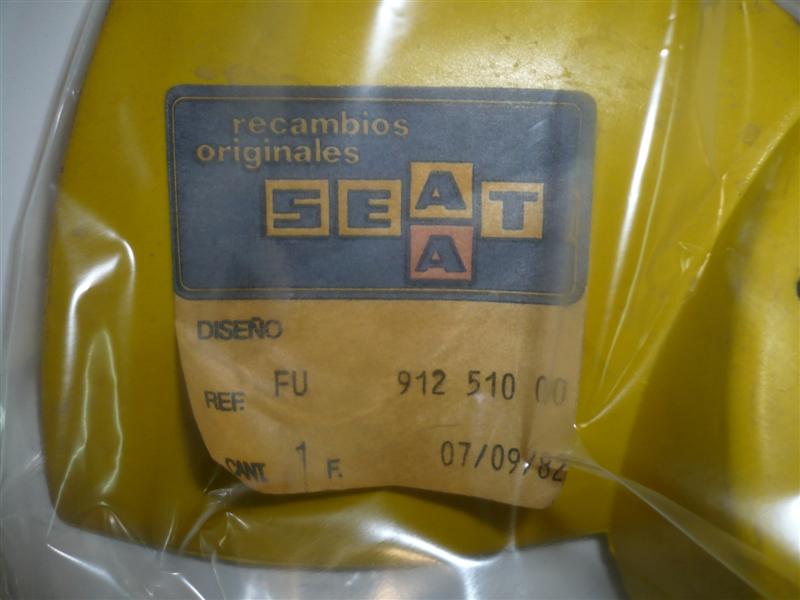 recambios
originales
SEAT
A
DISEÑO
REF. FU 912 510 00
CANT. 1 F. 07/09/82